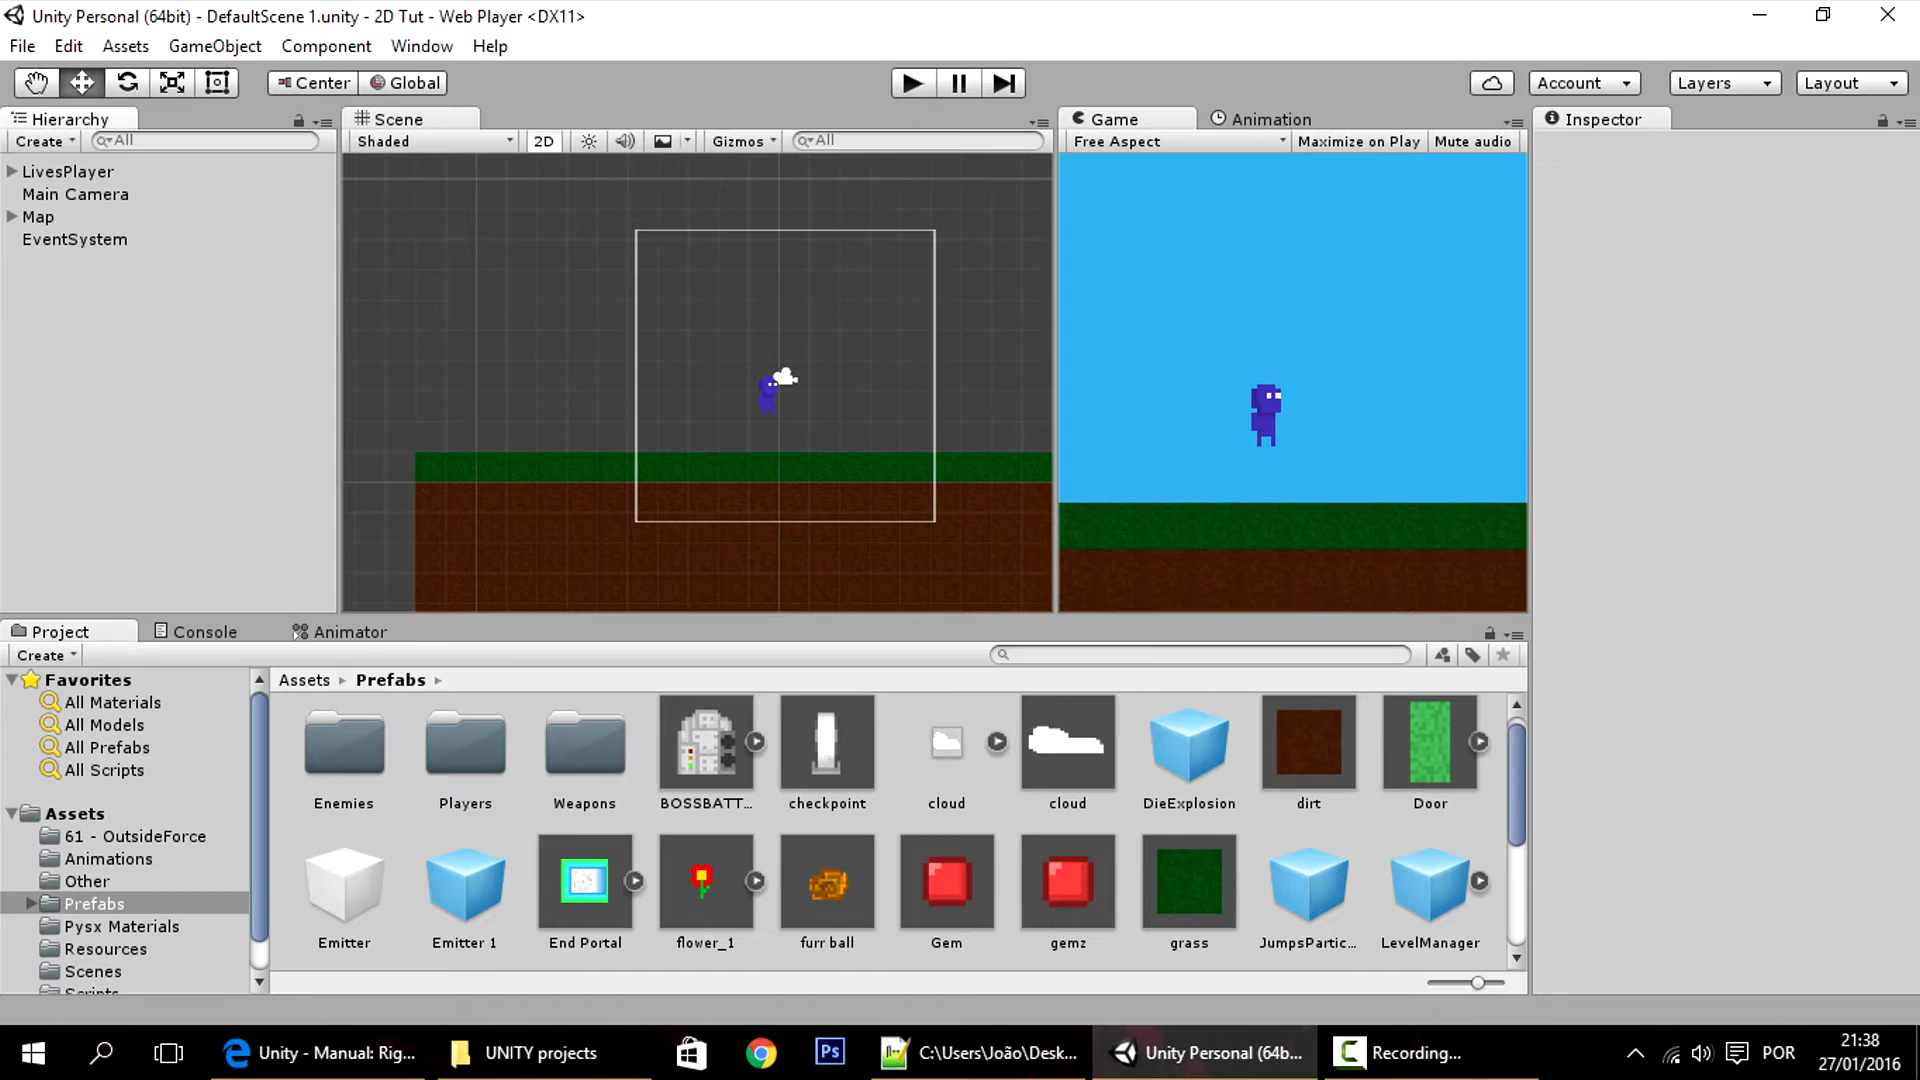 Unity Personal (64bit) - DefaultScene 1.unity - 2D Tut - Web Player <DX11>
File Edit Assets GameObject Component Window Help
Center Global Account Layers Layout
Hierarchy Scene Game Animation Inspector
Create All Shaded 2D Gizmos All Free Aspect Maximize on Play Mute audio
LivesPlayer
Main Camera
Map
EventSystem
Project Console Animator
Create
Favorites
All Materials
All Models
All Prefabs
All Scripts
Assets
61 - OutsideForce
Animations
Other
Prefabs
Pysx Materials
Resources
Scenes
Scripts
Assets Prefabs
Enemies Players Weapons BOSSBATT... checkpoint cloud cloud DieExplosion dirt Door
Emitter Emitter 1 End Portal flower_1 furr ball Gem gemz grass JumpsPartic... LevelManager
Unity - Manual: Rig... UNITY projects Ps C:\Users\João\Desk... Unity Personal (64b... Recording... POR 21:38
27/01/2016